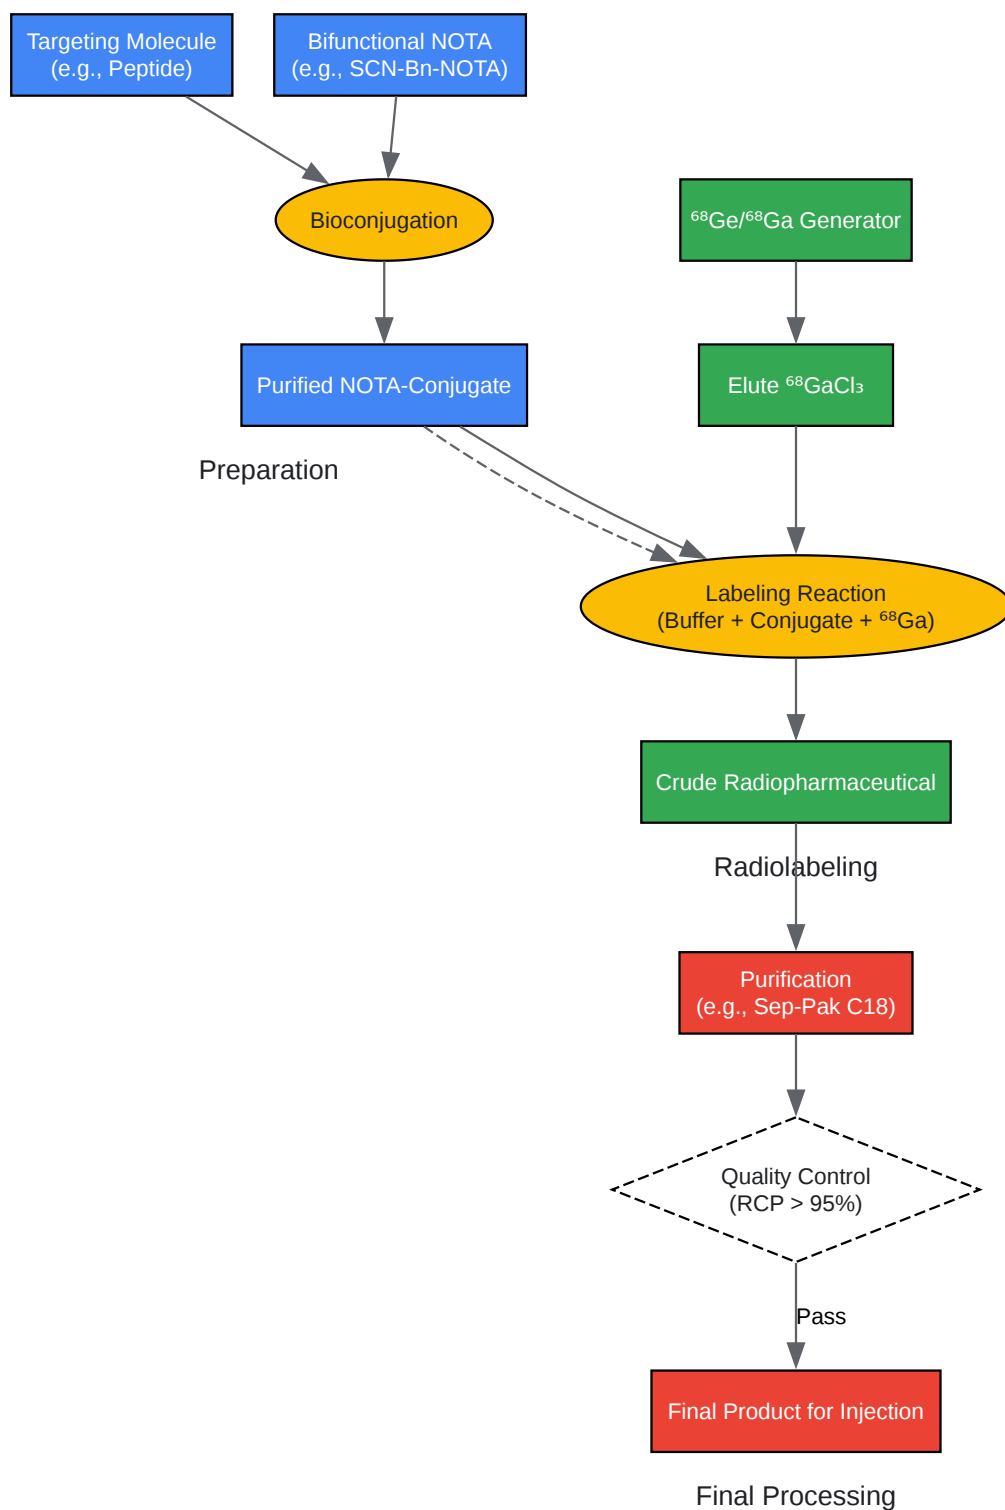 Targeting Molecule
(e.g., Peptide)
Bifunctional NOTA
(e.g., SCN-Bn-NOTA)
Bioconjugation
⁶⁸Ge/⁶⁸Ga Generator
Purified NOTA-Conjugate
Elute ⁶⁸GaCl₃
Preparation
Labeling Reaction
(Buffer + Conjugate + ⁶⁸Ga)
Crude Radiopharmaceutical
Radiolabeling
Purification
(e.g., Sep-Pak C18)
Quality Control
(RCP > 95%)
Pass
Final Product for Injection
Final Processing